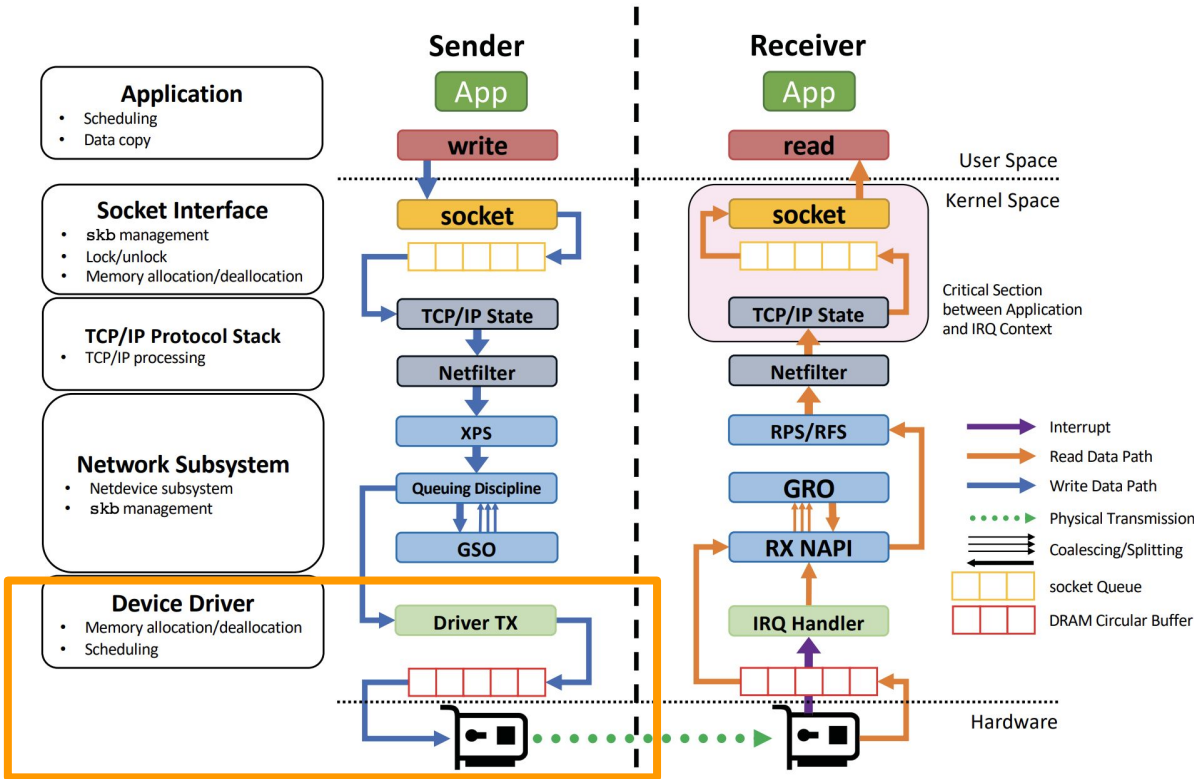 Sender
Receiver
App
App
Application
• Scheduling
• Data copy
write
read
User Space
Kernel Space
Socket Interface
• skb management
• Lock/unlock
• Memory allocation/deallocation
socket
socket
TCP/IP State
TCP/IP State
Critical Section
between Application
and IRQ Context
TCP/IP Protocol Stack
• TCP/IP processing
Netfilter
Netfilter
Network Subsystem
• Netdevice subsystem
• skb management
XPS
RPS/RFS
Queuing Discipline
GRO
GSO
RX NAPI
Interrupt
Read Data Path
Write Data Path
Physical Transmission
Coalescing/Splitting
socket Queue
DRAM Circular Buffer
Device Driver
• Memory allocation/deallocation
• Scheduling
Driver TX
IRQ Handler
Hardware